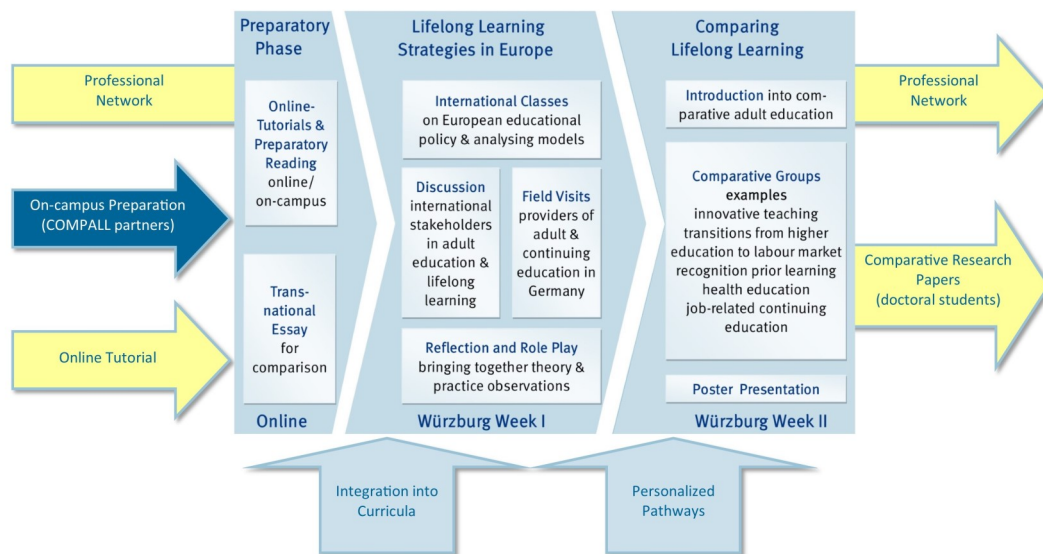 Preparatory
Phase
Lifelong Learning
Strategies in Europe
Comparing
Lifelong Learning
Professional
Network
On-campus Preparation
(COMPALL partners)
Online Tutorial
Online-
Tutorials &
Preparatory
Reading
online/
on-campus
Trans-
national
Essay
for
comparison
Online
International Classes
on European educational
policy & analysing models
Discussion
international
stakeholders
in adult
education &
lifelong
learning
Field Visits
providers of
adult &
continuing
education in
Germany
Reflection and Role Play
bringing together theory &
practice observations
Würzburg Week I
Introduction into com-
parative adult education
Comparative Groups
examples
innovative teaching
transitions from higher
education to labour market
recognition prior learning
health education
job-related continuing
education
Poster Presentation
Würzburg Week II
Professional
Network
Comparative Research
Papers
(doctoral students)
Integration into
Curricula
Personalized
Pathways